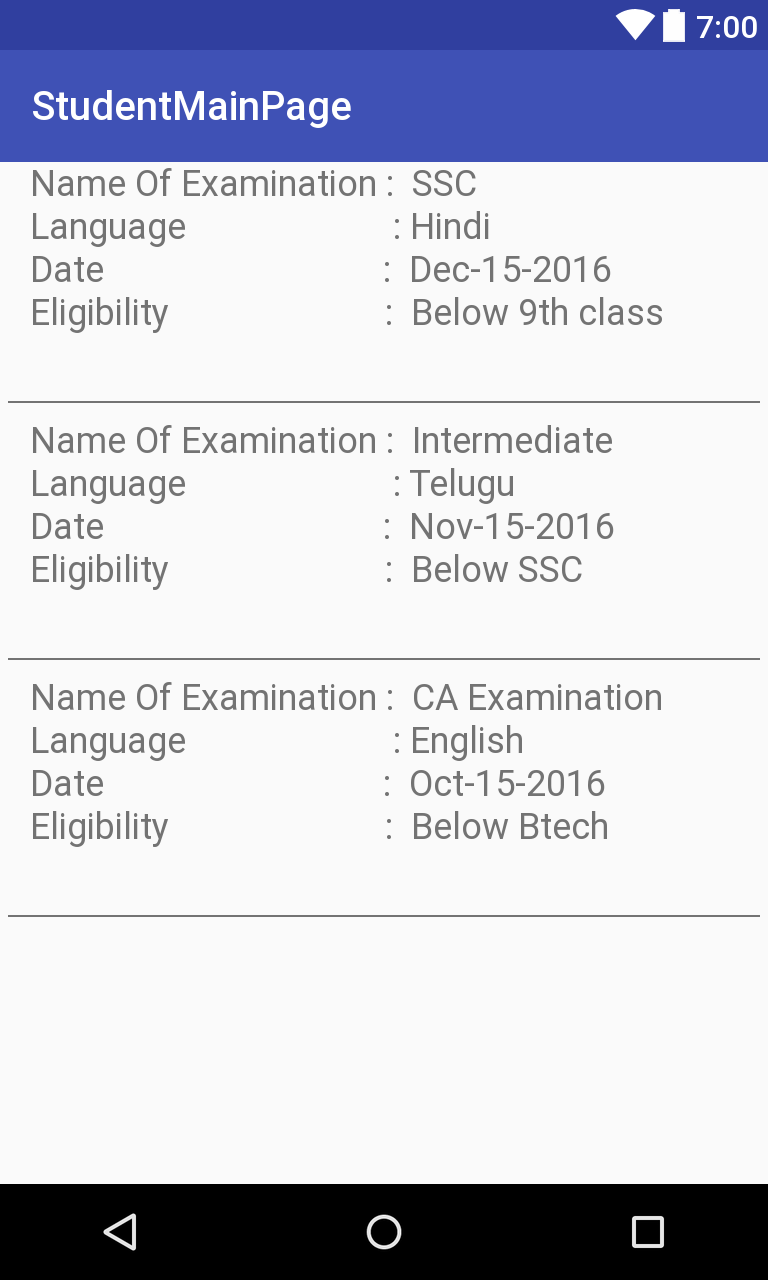 7:00
StudentMainPage
Name Of Examination : SSC
Language : Hindi
Date : Dec-15-2016
Eligibility : Below 9th class
Name Of Examination : Intermediate
Language : Telugu
Date : Nov-15-2016
Eligibility : Below SSC
Name Of Examination : CA Examination
Language : English
Date : Oct-15-2016
Eligibility : Below Btech